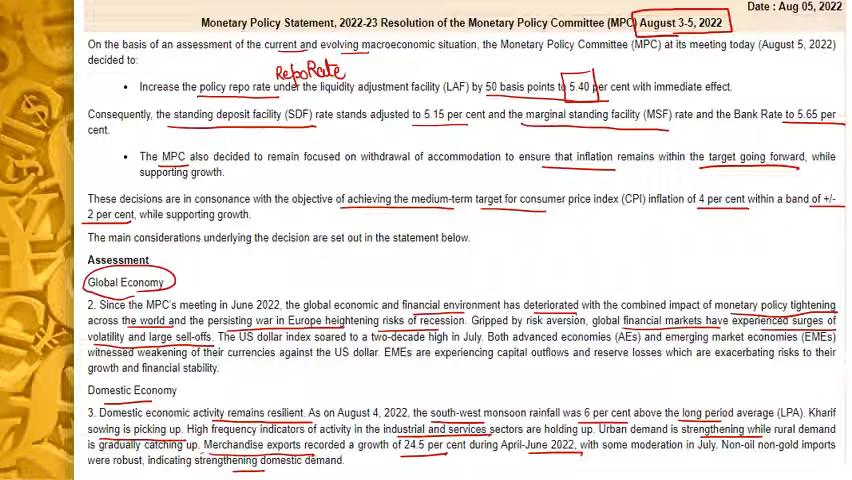 Date : Aug 05, 2022
Monetary Policy Statement, 2022-23 Resolution of the Monetary Policy Committee (MPC) August 3-5, 2022
On the basis of an assessment of the current and evolving macroeconomic situation, the Monetary Policy Committee (MPC) at its meeting today (August 5, 2022)
decided to:
RepoRate
• Increase the policy repo rate under the liquidity adjustment facility (LAF) by 50 basis points to 5.40 per cent with immediate effect.
Consequently, the standing deposit facility (SDF) rate stands adjusted to 5.15 per cent and the marginal standing facility (MSF) rate and the Bank Rate to 5.65 per
cent.
• The MPC also decided to remain focused on withdrawal of accommodation to ensure that inflation remains within the target going forward, while
supporting growth.
These decisions are in consonance with the objective of achieving the medium-term target for consumer price index (CPI) inflation of 4 per cent within a band of +/-
2 per cent, while supporting growth.
The main considerations underlying the decision are set out in the statement below.
Assessment
Global Economy
2. Since the MPC's meeting in June 2022, the global economic and financial environment has deteriorated with the combined impact of monetary policy tightening
across the world and the persisting war in Europe heightening risks of recession. Gripped by risk aversion, global financial markets have experienced surges of
volatility and large sell-offs. The US dollar index soared to a two-decade high in July. Both advanced economies (AEs) and emerging market economies (EMEs)
witnessed weakening of their currencies against the US dollar. EMEs are experiencing capital outflows and reserve losses which are exacerbating risks to their
growth and financial stability.
Domestic Economy
3. Domestic economic activity remains resilient. As on August 4, 2022, the south-west monsoon rainfall was 6 per cent above the long period average (LPA). Kharif
sowing is picking up. High frequency indicators of activity in the industrial and services sectors are holding up. Urban demand is strengthening while rural demand
is gradually catching up. Merchandise exports recorded a growth of 24.5 per cent during April-June 2022, with some moderation in July. Non-oil non-gold imports
were robust, indicating strengthening domestic demand.